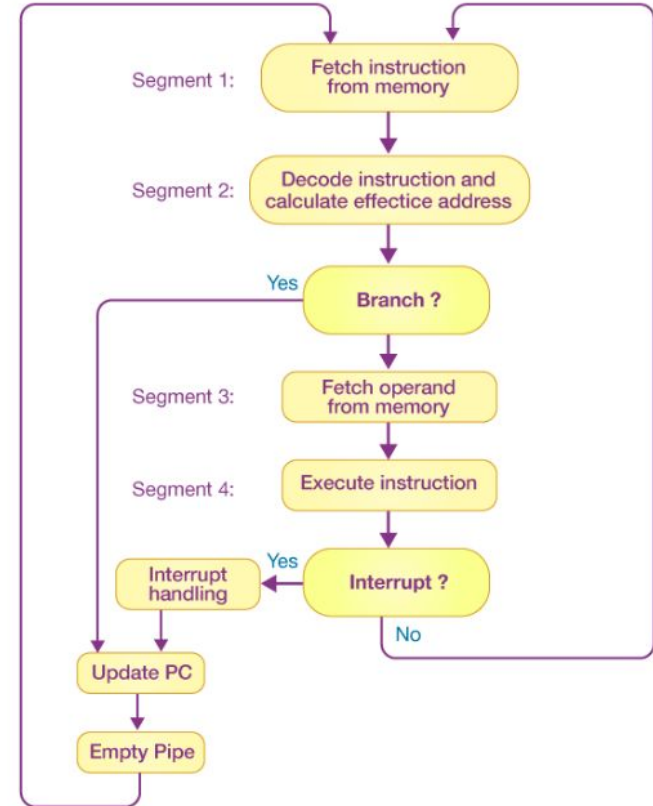 Segment 1:
Fetch instruction
from memory
Segment 2:
Decode instruction and
calculate effectice address
Yes
Branch ?
Segment 3:
Fetch operand
from memory
Segment 4:
Execute instruction
Yes
Interrupt ?
Interrupt
handling
No
Update PC
Empty Pipe